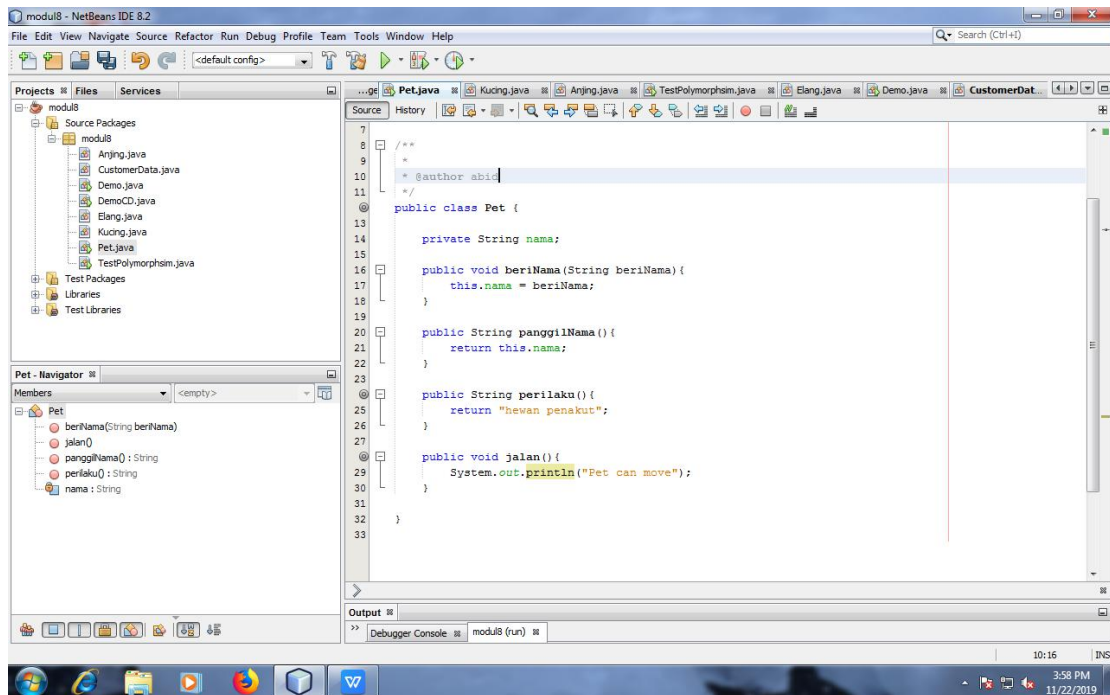 modul8 - NetBeans IDE 8.2
File Edit View Navigate Source Refactor Run Debug Profile Team Tools Window Help
Search (Ctrl+I)
<default config>
Projects Files Services
...ge Pet.java Kucing.java Anjing.java TestPolymorphsim.java Elang.java Demo.java CustomerDat...
Source History
modul8
Source Packages
modul8
Anjing.java
CustomerData.java
Demo.java
DemoCD.java
Elang.java
Kucing.java
Pet.java
TestPolymorphsim.java
Test Packages
Libraries
Test Libraries
Pet - Navigator
Members <empty>
Pet
beriNama(String beriNama)
jalan()
panggilNama() : String
perilaku() : String
nama : String
7
8 /**
9 *
10 * @author abid
11 */
public class Pet {
13
14 private String nama;
15
16 public void beriNama(String beriNama){
17 this.nama = beriNama;
18 }
19
20 public String panggilNama(){
21 return this.nama;
22 }
23
public String perilaku(){
25 return "hewan penakut";
26 }
27
public void jalan(){
29 System.out.println("Pet can move");
30 }
31
32 }
33
Output
Debugger Console modul8 (run)
10:16 INS
3:58 PM
11/22/2019